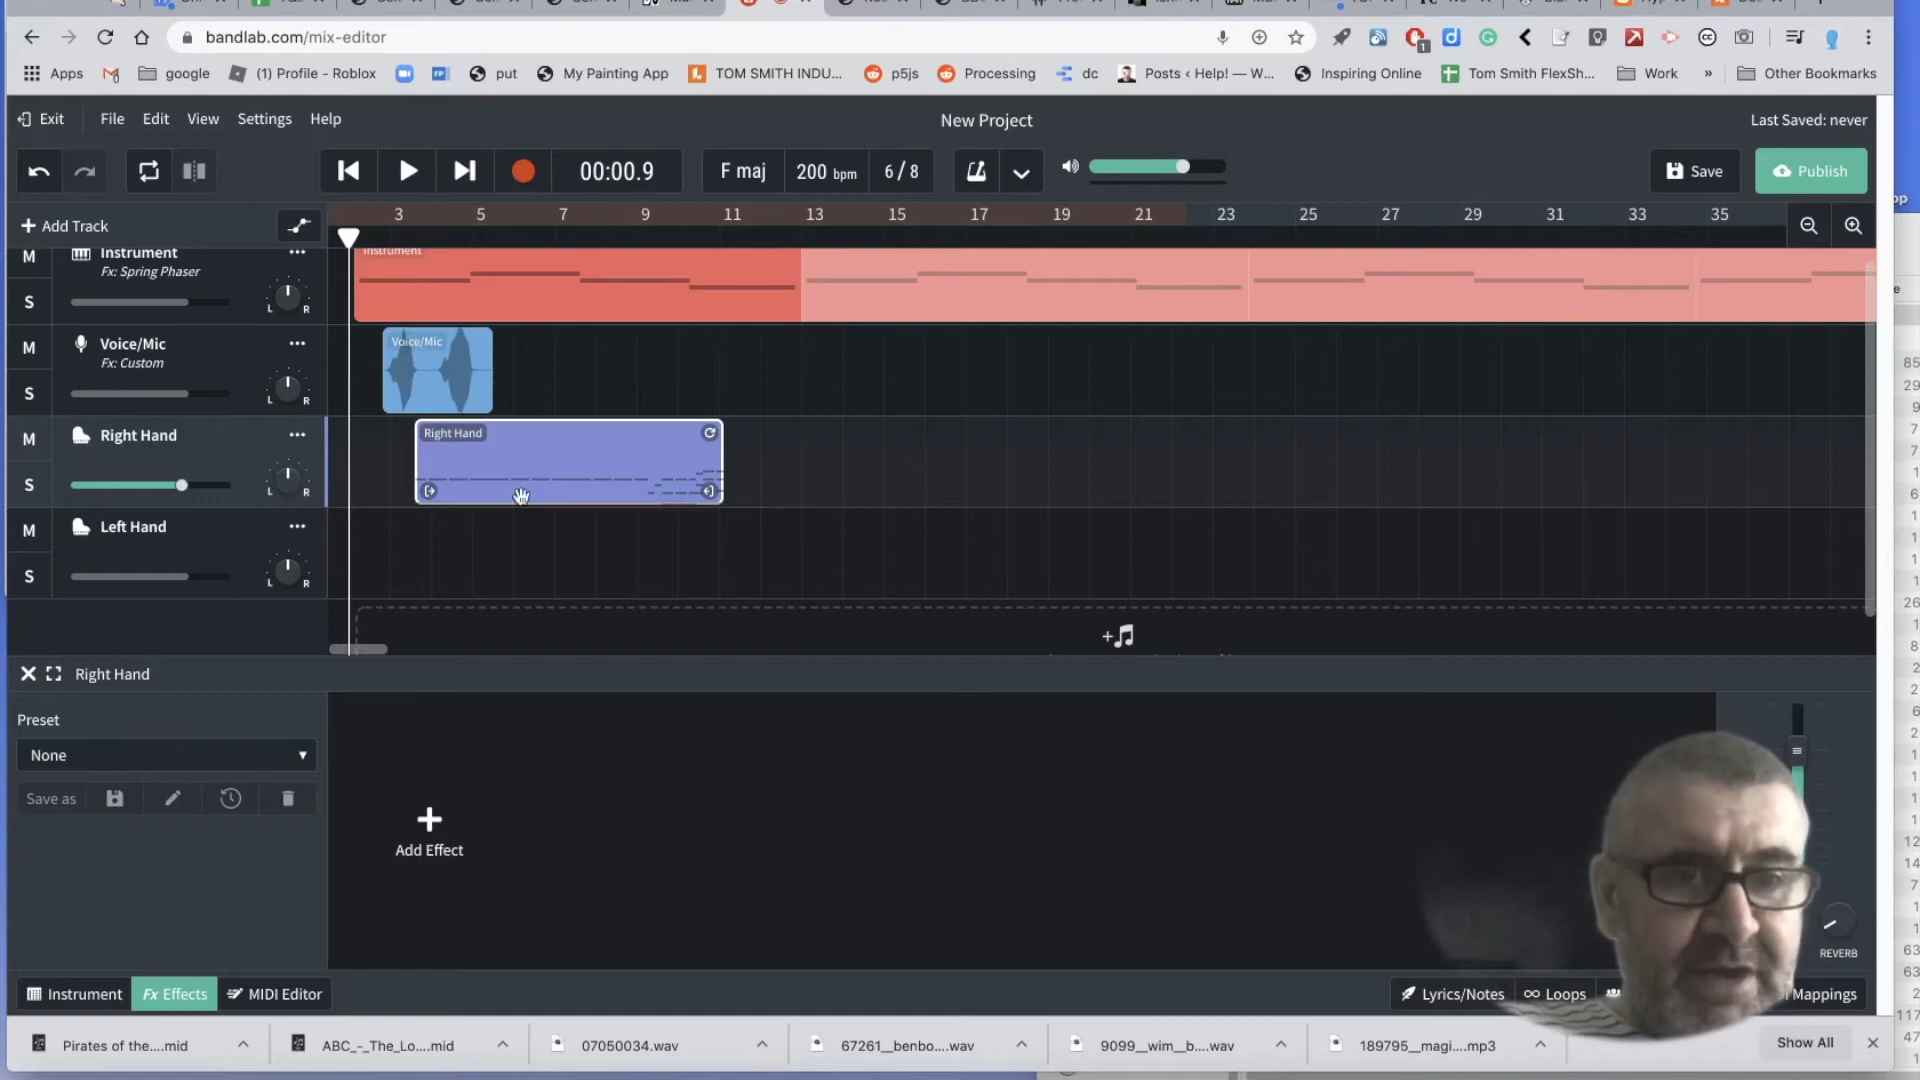 bandlab.com/mix-editor
1
Apps
google
(1) Profile - Roblox
FP
put
My Painting App
TOM SMITH INDU...
p5js
Processing
dc
Posts ‹ Help! — W...
Inspiring Online
Tom Smith FlexSh...
Work
»
Other Bookmarks
Exit
File
Edit
View
Settings
Help
New Project
Last Saved: never
00:00.9
F maj
200 bpm
6 / 8
Save
Publish
+ Add Track
3
5
7
9
11
13
15
17
19
21
23
25
27
29
31
33
35
M
Instrument
Fx: Spring Phaser
S
L
R
Instrument
M
Voice/Mic
Fx: Custom
S
L
R
Voice/Mic
M
Right Hand
S
L
R
Right Hand
M
Left Hand
S
L
R
Right Hand
Preset
None
Save as
Add Effect
REVERB
Instrument
Fx Effects
MIDI Editor
Lyrics/Notes
Loops
Mappings
Pirates of the....mid
ABC_-_The_Lo....mid
07050034.wav
67261__benbo....wav
9099__wim__b....wav
189795__magi....mp3
Show All